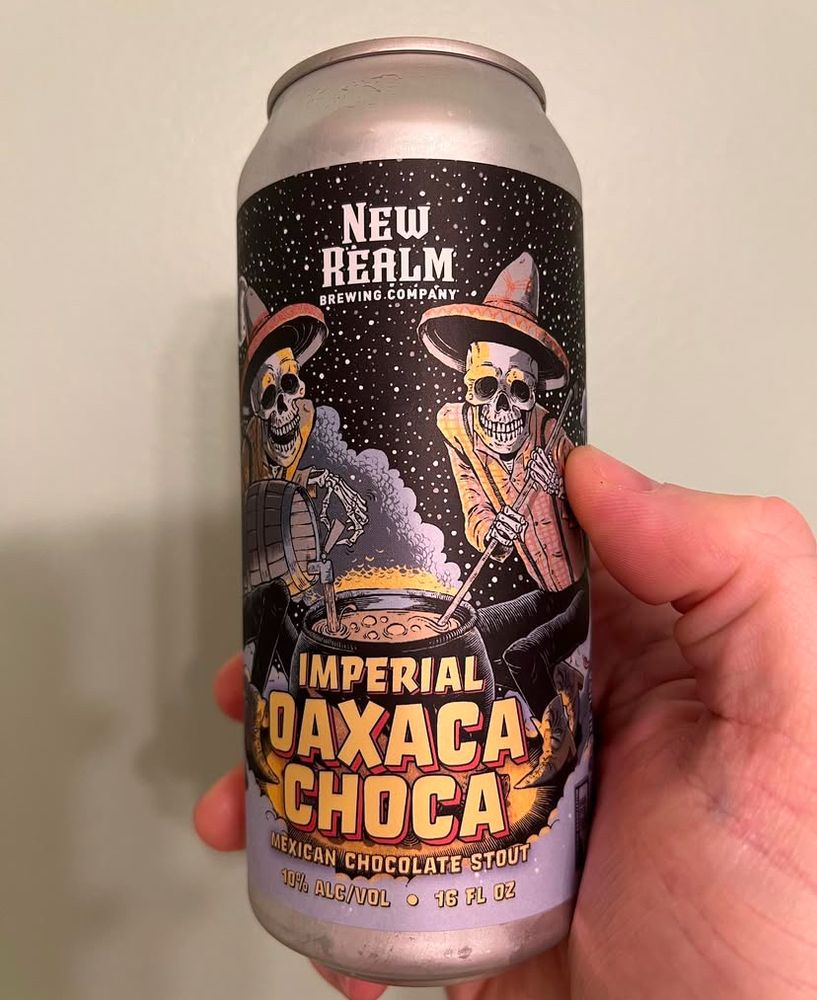 NEW
REALM
BREWING COMPANY
IMPERIAL
OAXACA
CHOCA
MEXICAN CHOCOLATE STOUT
10% ALC/VOL • 16 FL OZ